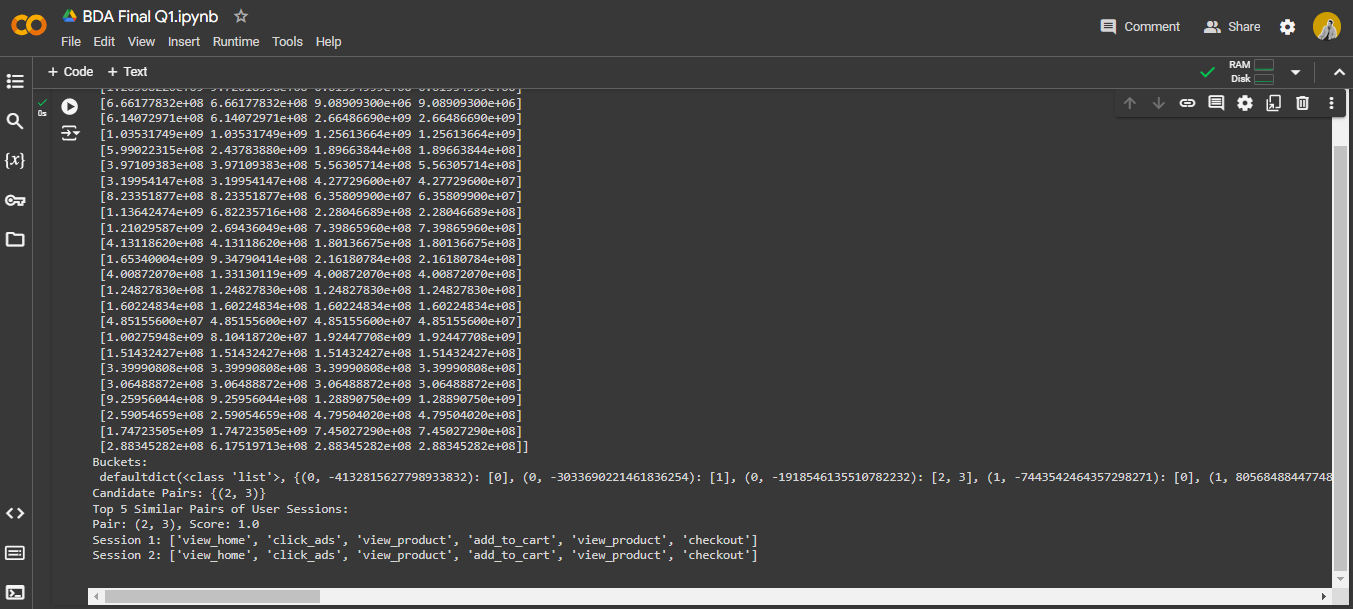 BDA Final Q1.ipynb
File Edit View Insert Runtime Tools Help
Comment Share
+ Code + Text
RAM
Disk
0s
[6.66177832e+08 6.66177832e+08 9.08909300e+06 9.08909300e+06]
[6.14072971e+08 6.14072971e+08 2.66486690e+09 2.66486690e+09]
[1.03531749e+09 1.03531749e+09 1.25613664e+09 1.25613664e+09]
[5.99022315e+08 2.43783880e+09 1.89663844e+08 1.89663844e+08]
[3.97109383e+08 3.97109383e+08 5.56305714e+08 5.56305714e+08]
[3.19954147e+08 3.19954147e+08 4.27729600e+07 4.27729600e+07]
[8.23351877e+08 8.23351877e+08 6.35809900e+07 6.35809900e+07]
[1.13642474e+09 6.82235716e+08 2.28046689e+08 2.28046689e+08]
[1.21029587e+09 2.69436049e+08 7.39865960e+08 7.39865960e+08]
[4.13118620e+08 4.13118620e+08 1.80136675e+08 1.80136675e+08]
[1.65340004e+09 9.34790414e+08 2.16180784e+08 2.16180784e+08]
[4.00872070e+08 1.33130119e+09 4.00872070e+08 4.00872070e+08]
[1.24827830e+08 1.24827830e+08 1.24827830e+08 1.24827830e+08]
[1.60224834e+08 1.60224834e+08 1.60224834e+08 1.60224834e+08]
[4.85155600e+07 4.85155600e+07 4.85155600e+07 4.85155600e+07]
[1.00275948e+09 8.10418720e+07 1.92447708e+09 1.92447708e+09]
[1.51432427e+08 1.51432427e+08 1.51432427e+08 1.51432427e+08]
[3.39990808e+08 3.39990808e+08 3.39990808e+08 3.39990808e+08]
[3.06488872e+08 3.06488872e+08 3.06488872e+08 3.06488872e+08]
[9.25956044e+08 9.25956044e+08 1.28890750e+09 1.28890750e+09]
[2.59054659e+08 2.59054659e+08 4.79504020e+08 4.79504020e+08]
[1.74723505e+09 1.74723505e+09 7.45027290e+08 7.45027290e+08]
[2.88345282e+08 6.17519713e+08 2.88345282e+08 2.88345282e+08]]
Buckets:
defaultdict(<class 'list'>, {(0, -4132815627798933832): [0], (0, -3033690221461836254): [1], (0, -1918546135510782232): [2, 3], (1, -7443542464357298271): [0], (1, 80568488447748
Candidate Pairs: {(2, 3)}
Top 5 Similar Pairs of User Sessions:
Pair: (2, 3), Score: 1.0
Session 1: ['view_home', 'click_ads', 'view_product', 'add_to_cart', 'view_product', 'checkout']
Session 2: ['view_home', 'click_ads', 'view_product', 'add_to_cart', 'view_product', 'checkout']